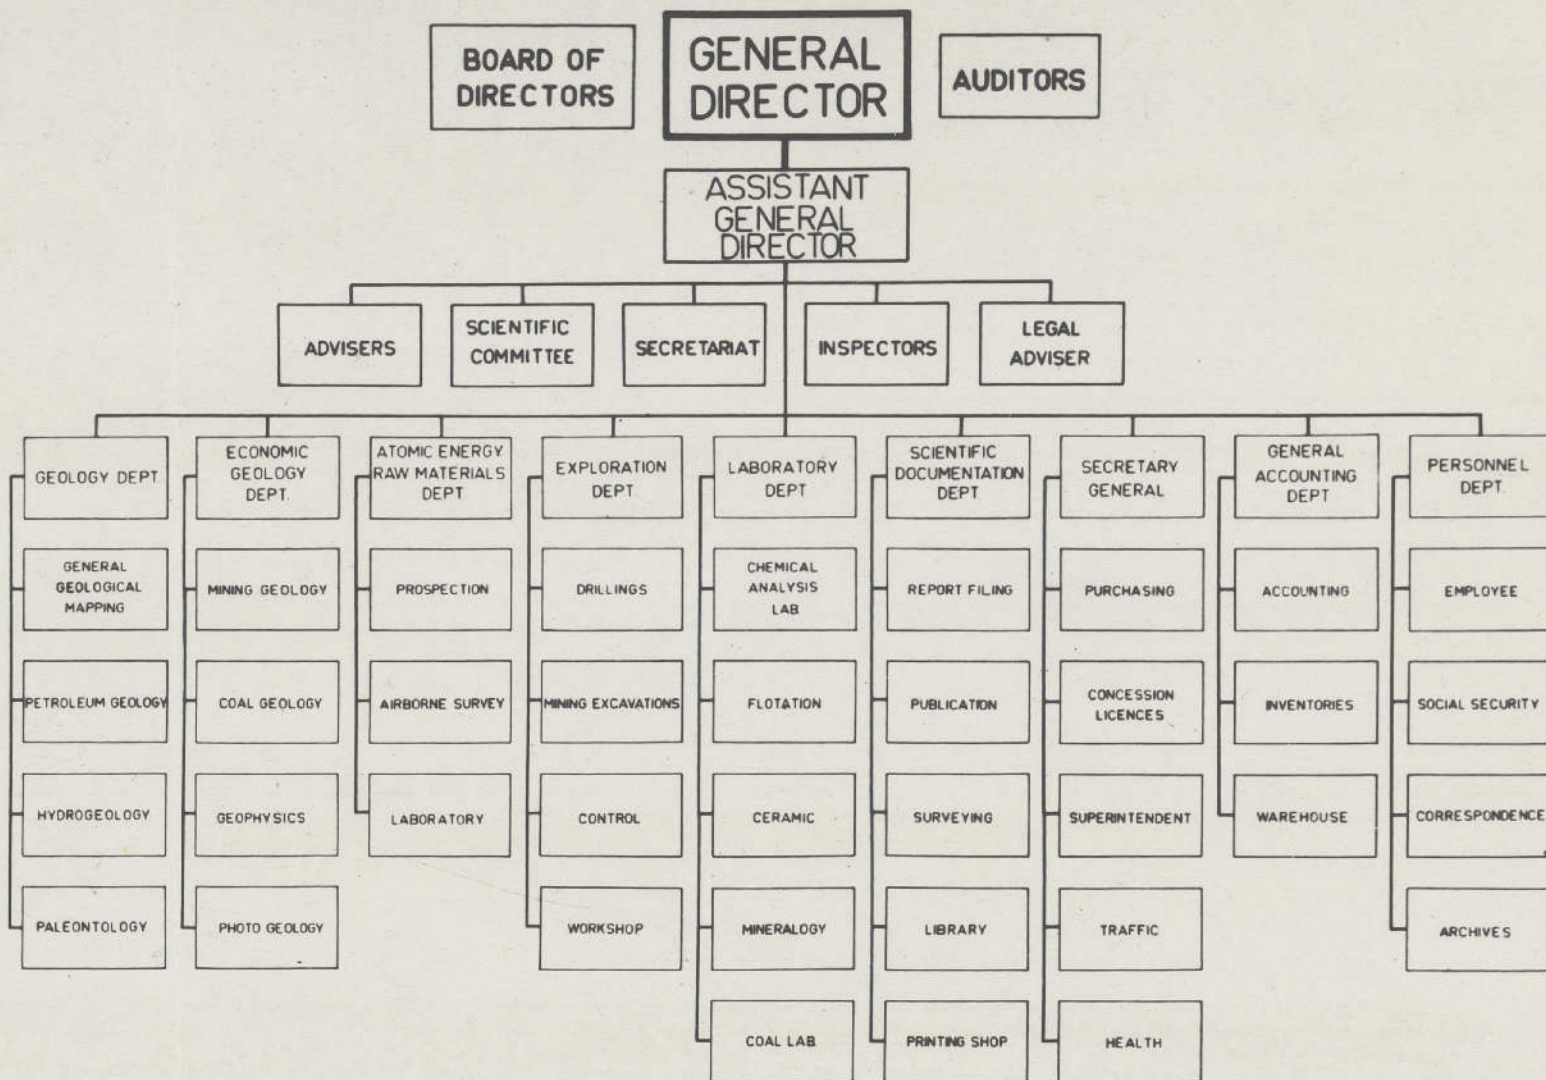 BOARD OF
DIRECTORS
GENERAL
DIRECTOR
AUDITORS
ASSISTANT
GENERAL
DIRECTOR
ADVISERS
SCIENTIFIC
COMMITTEE
SECRETARIAT
INSPECTORS
LEGAL
ADVISER
GEOLOGY DEPT.
ECONOMIC
GEOLOGY
DEPT.
ATOMIC ENERGY
RAW MATERIALS
DEPT
EXPLORATION
DEPT.
LABORATORY
DEPT
SCIENTIFIC
DOCUMENTATION
DEPT.
SECRETARY
GENERAL
GENERAL
ACCOUNTING
DEPT
PERSONNEL
DEPT.
GENERAL
GEOLOGICAL
MAPPING
MINING GEOLOGY
PROSPECTION
DRILLINGS
CHEMICAL
ANALYSIS
LAB
REPORT FILING
PURCHASING
ACCOUNTING
EMPLOYEE
PETROLEUM GEOLOGY
COAL GEOLOGY
AIRBORNE SURVEY
MINING EXCAVATIONS
FLOTATION
PUBLICATION
CONCESSION
LICENCES
INVENTORIES
SOCIAL SECURITY
HYDROGEOLOGY
GEOPHYSICS
LABORATORY
CONTROL
CERAMIC
SURVEYING
SUPERINTENDENT
WAREHOUSE
CORRESPONDENCE
PALEONTOLOGY
PHOTO GEOLOGY
WORKSHOP
MINERALOGY
LIBRARY
TRAFFIC
ARCHIVES
COAL LAB.
PRINTING SHOP
HEALTH